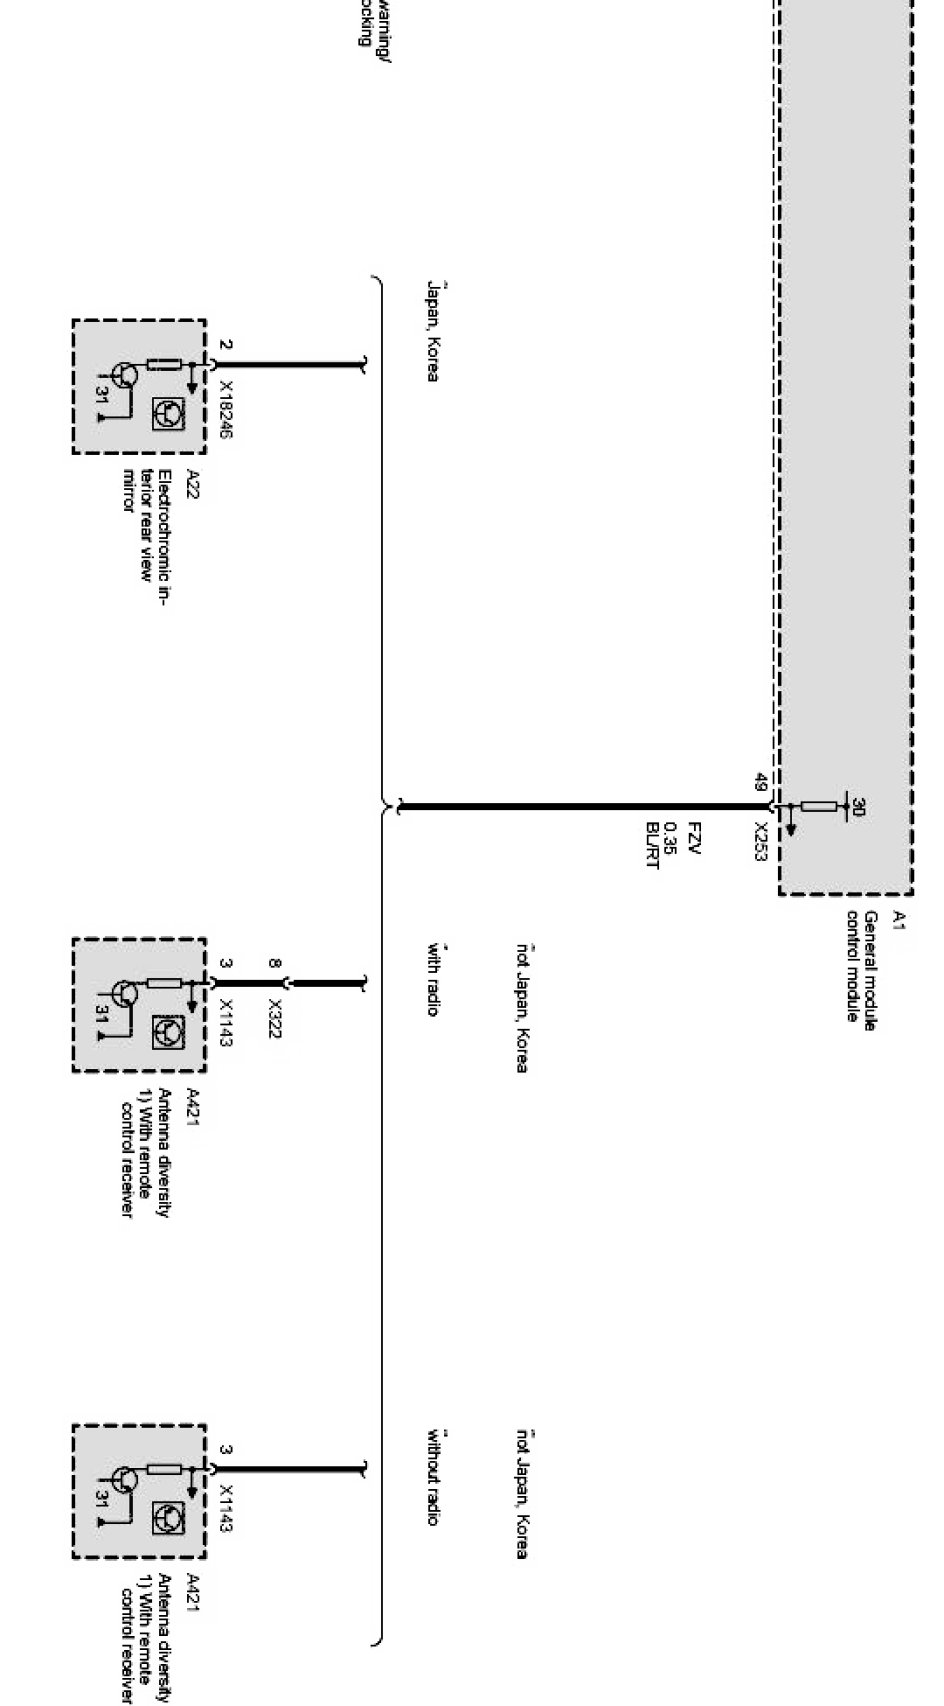 warning/
ocking
A1
General module
control module
30
49
X253
FZV
0.35
BL/RT
Japan, Korea
not Japan, Korea
not Japan, Korea
with radio
without radio
8
X322
2
X18246
3
X1143
3
X1143
A22
Electrochromic in-
terior rear view
mirror
31
A421
Antenna diversity
1) With remote
control receiver
31
A421
Antenna diversity
1) With remote
control receiver
31